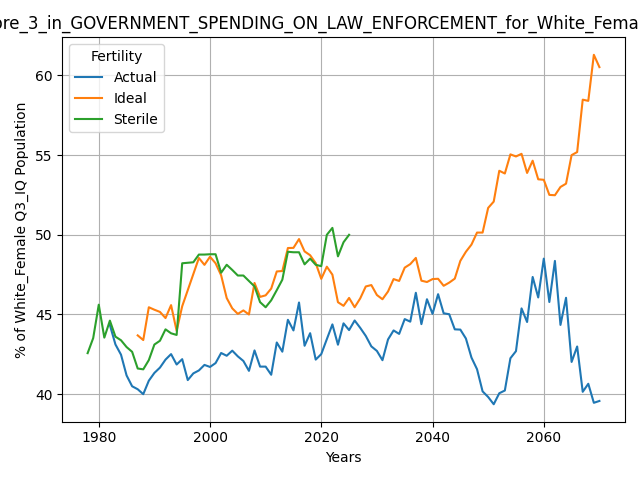 ore_3_in_GOVERNMENT_SPENDING_ON_LAW_ENFORCEMENT_for_White_Fema
Fertility
Actual
Ideal
Sterile
% of White_Female Q3_IQ Population
60
55
50
45
40
1980
2000
2020
2040
2060
Years